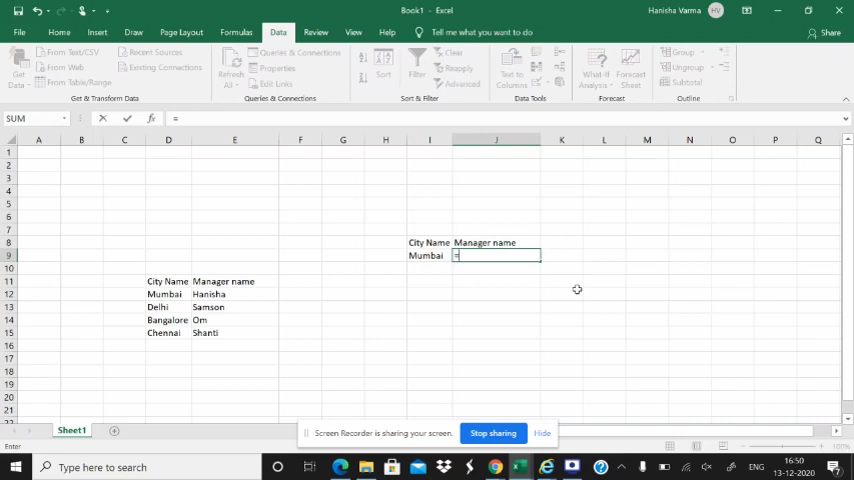 Book1 - Excel
Hanisha Varma HV
File Home Insert Draw Page Layout Formulas Data Review View Help Tell me what you want to do Share
Get Data
From Text/CSV
From Web
From Table/Range
Recent Sources
Existing Connections
Refresh All
Queries & Connections
Properties
Edit Links
Sort
Filter
Clear
Reapply
Advanced
Text to Columns
What-If Analysis
Forecast Sheet
Group
Ungroup
Subtotal
Get & Transform Data Queries & Connections Sort & Filter Data Tools Forecast Outline
SUM =
A B C D E F G H I J K L M N O P Q
1
2
3
4
5
6
7
8 City Name Manager name
9 Mumbai =
10
11 City Name Manager name
12 Mumbai Hanisha
13 Delhi Samson
14 Bangalore Om
15 Chennai Shanti
16
17
18
19
20
21
22
Sheet1
Screen Recorder is sharing your screen. Stop sharing Hide
Enter 100%
Type here to search
ENG
16:50
13-12-2020
7